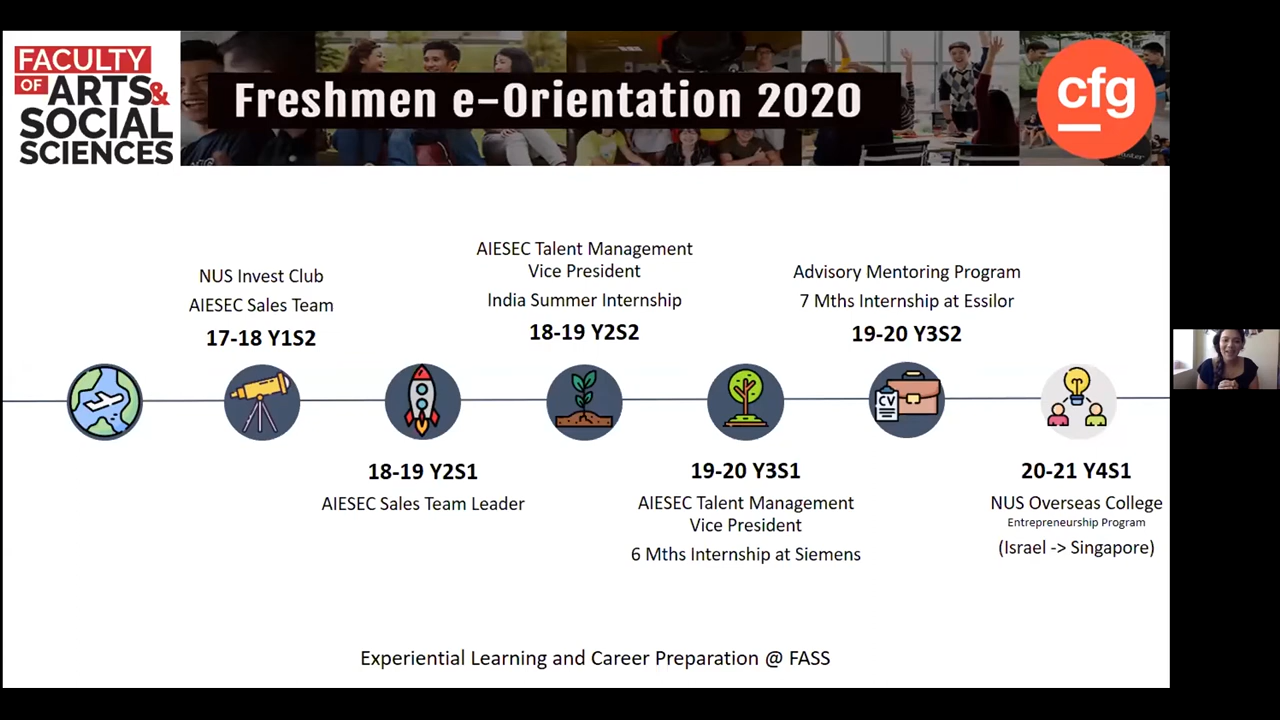 FACULTY
OF ARTS &
SOCIAL
SCIENCES
Freshmen e-Orientation 2020
cfg
NUS Invest Club
AIESEC Sales Team
17-18 Y1S2
AIESEC Talent Management
Vice President
India Summer Internship
18-19 Y2S2
Advisory Mentoring Program
7 Mths Internship at Essilor
19-20 Y3S2
CV
18-19 Y2S1
AIESEC Sales Team Leader
19-20 Y3S1
AIESEC Talent Management
Vice President
6 Mths Internship at Siemens
20-21 Y4S1
NUS Overseas College
Entrepreneurship Program
(Israel -> Singapore)
Experiential Learning and Career Preparation @ FASS